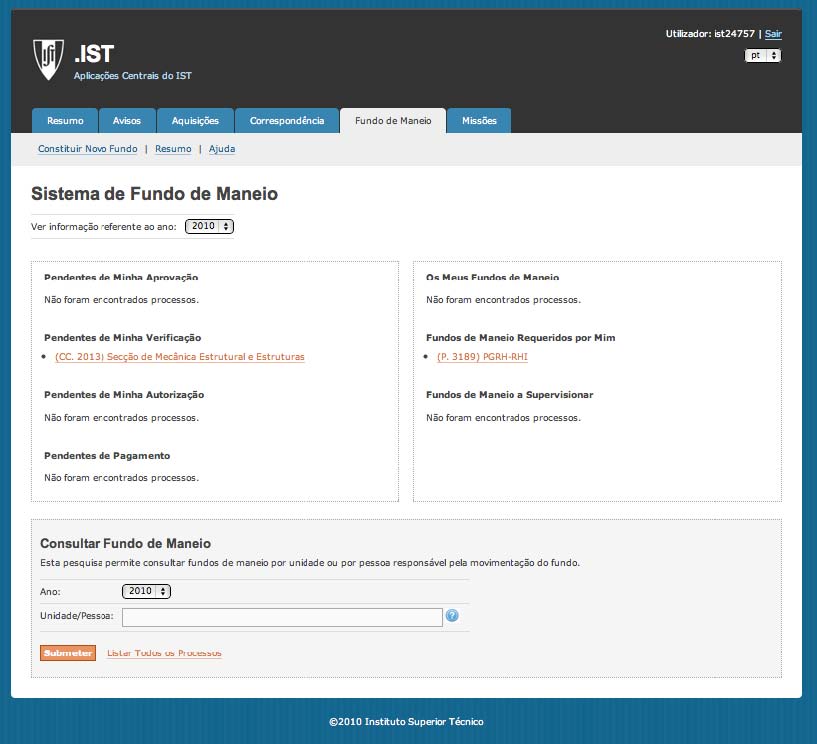 Utilizador: ist24757 | Sair
pt
.IST
Aplicações Centrais do IST
Resumo Avisos Aquisições Correspondência Fundo de Maneio Missões
Constituir Novo Fundo | Resumo | Ajuda
Sistema de Fundo de Maneio
Ver informação referente ao ano: 2010
Pendentes de Minha Aprovação
Não foram encontrados processos.
Pendentes de Minha Verificação
(CC. 2013) Secção de Mecânica Estrutural e Estruturas
Pendentes de Minha Autorização
Não foram encontrados processos.
Pendentes de Pagamento
Não foram encontrados processos.
Os Meus Fundos de Maneio
Não foram encontrados processos.
Fundos de Maneio Requeridos por Mim
(P. 3189) PGRH-RHI
Fundos de Maneio a Supervisionar
Não foram encontrados processos.
Consultar Fundo de Maneio
Esta pesquisa permite consultar fundos de maneio por unidade ou por pessoa responsável pela movimentação do fundo.
Ano: 2010
Unidade/Pessoa: ?
Submeter Listar Todos os Processos
©2010 Instituto Superior Técnico